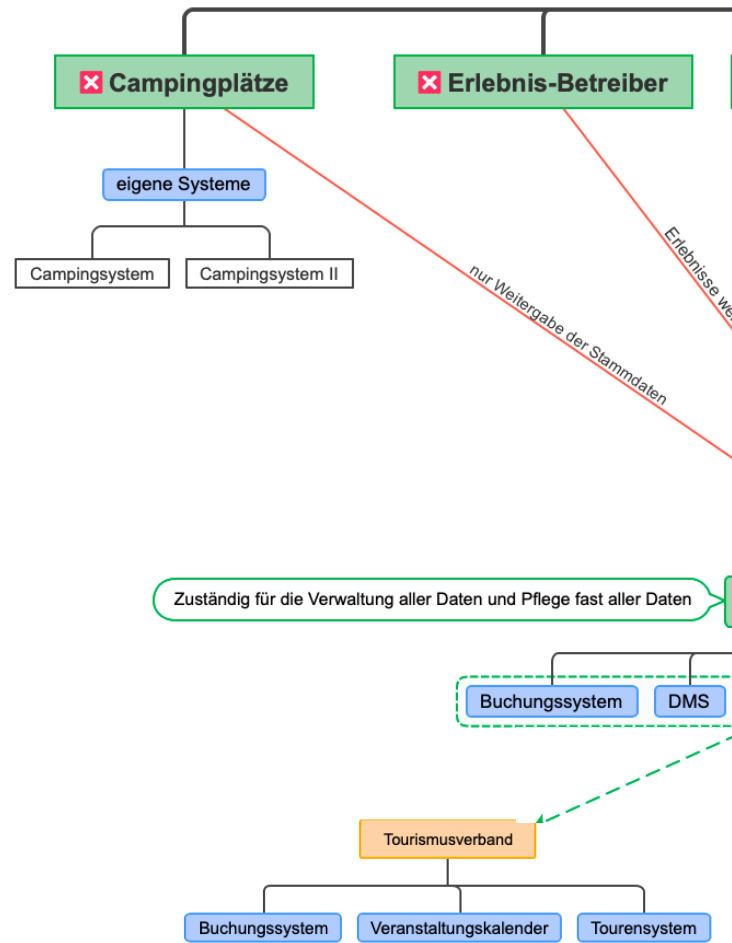 Campingplätze
Erlebnis-Betreiber
eigene Systeme
Campingsystem
Campingsystem II
nur Weitergabe der Stammdaten
Erlebnisse
Zuständig für die Verwaltung aller Daten und Pflege fast aller Daten
Buchungssystem
DMS
Tourismusverband
Buchungssystem
Veranstaltungskalender
Tourensystem